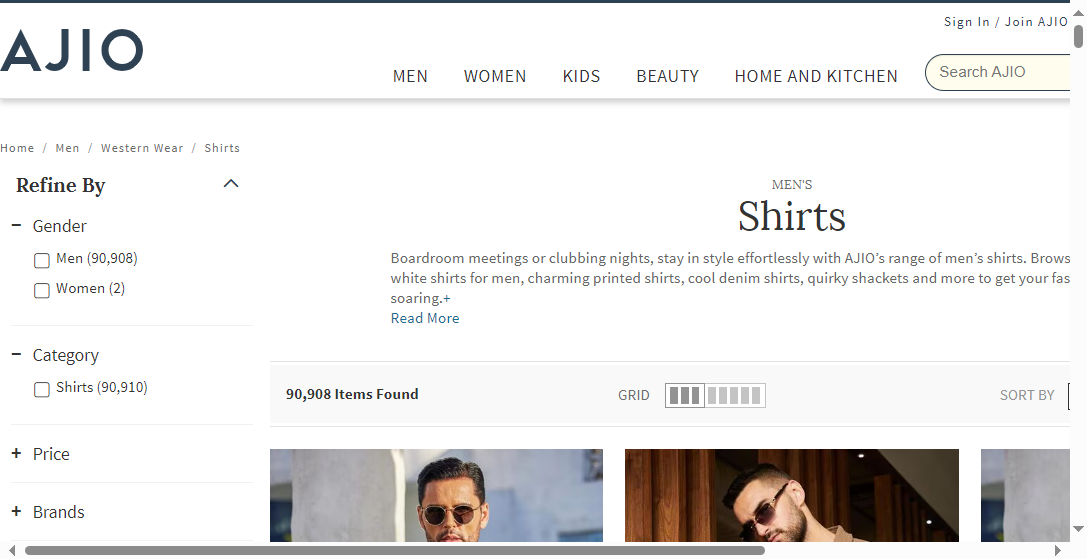 Sign In / Join AJIO
AJIO
MEN WOMEN KIDS BEAUTY HOME AND KITCHEN Search AJIO
Home / Men / Western Wear / Shirts
Refine By
− Gender
Men (90,908)
Women (2)
− Category
Shirts (90,910)
+ Price
+ Brands
MEN'S
Shirts
Boardroom meetings or clubbing nights, stay in style effortlessly with AJIO’s range of men’s shirts. Brows
white shirts for men, charming printed shirts, cool denim shirts, quirky shackets and more to get your fas
soaring.+
Read More
90,908 Items Found GRID SORT BY